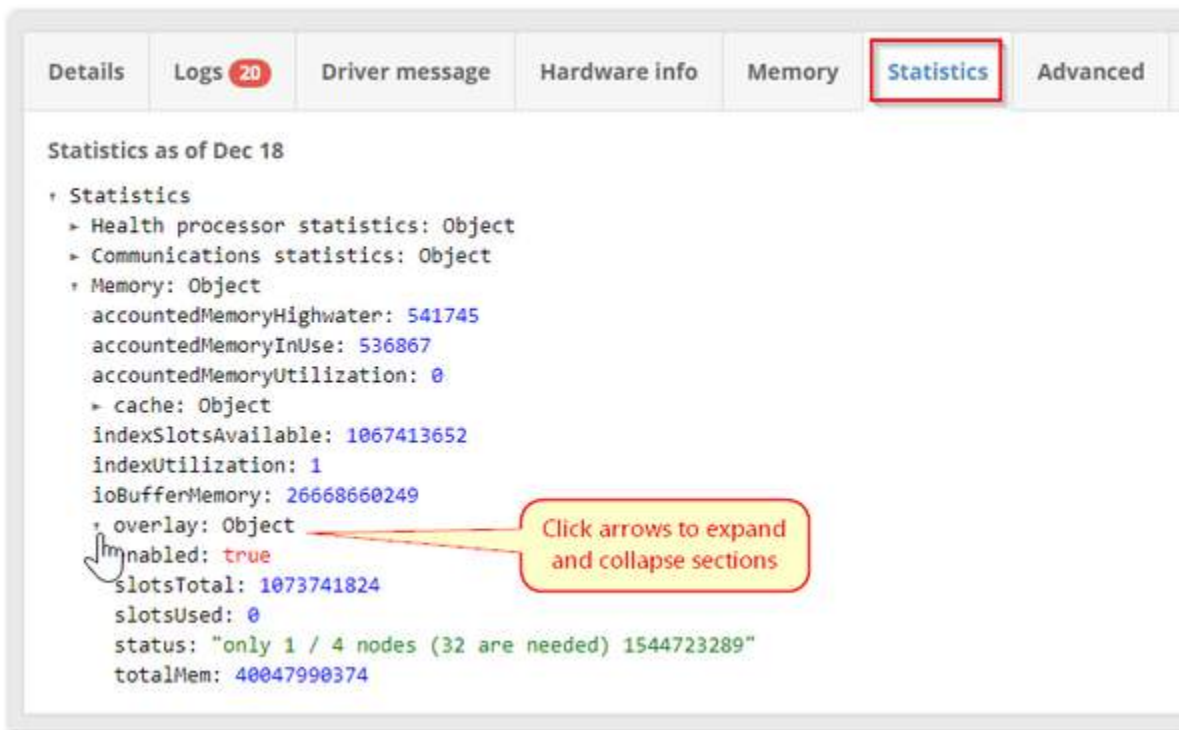 Details Logs 20 Driver message Hardware info Memory Statistics Advanced
Statistics as of Dec 18
Statistics
Health processor statistics: Object
Communications statistics: Object
Memory: Object
accountedMemoryHighwater: 541745
accountedMemoryInUse: 536867
accountedMemoryUtilization: 0
cache: Object
indexSlotsAvailable: 1067413652
indexUtilization: 1
ioBufferMemory: 26668660249
overlay: Object
nabled: true
slotsTotal: 1073741824
slotsUsed: 0
status: "only 1 / 4 nodes (32 are needed) 1544723289"
totalMem: 40047990374
Click arrows to expand
and collapse sections